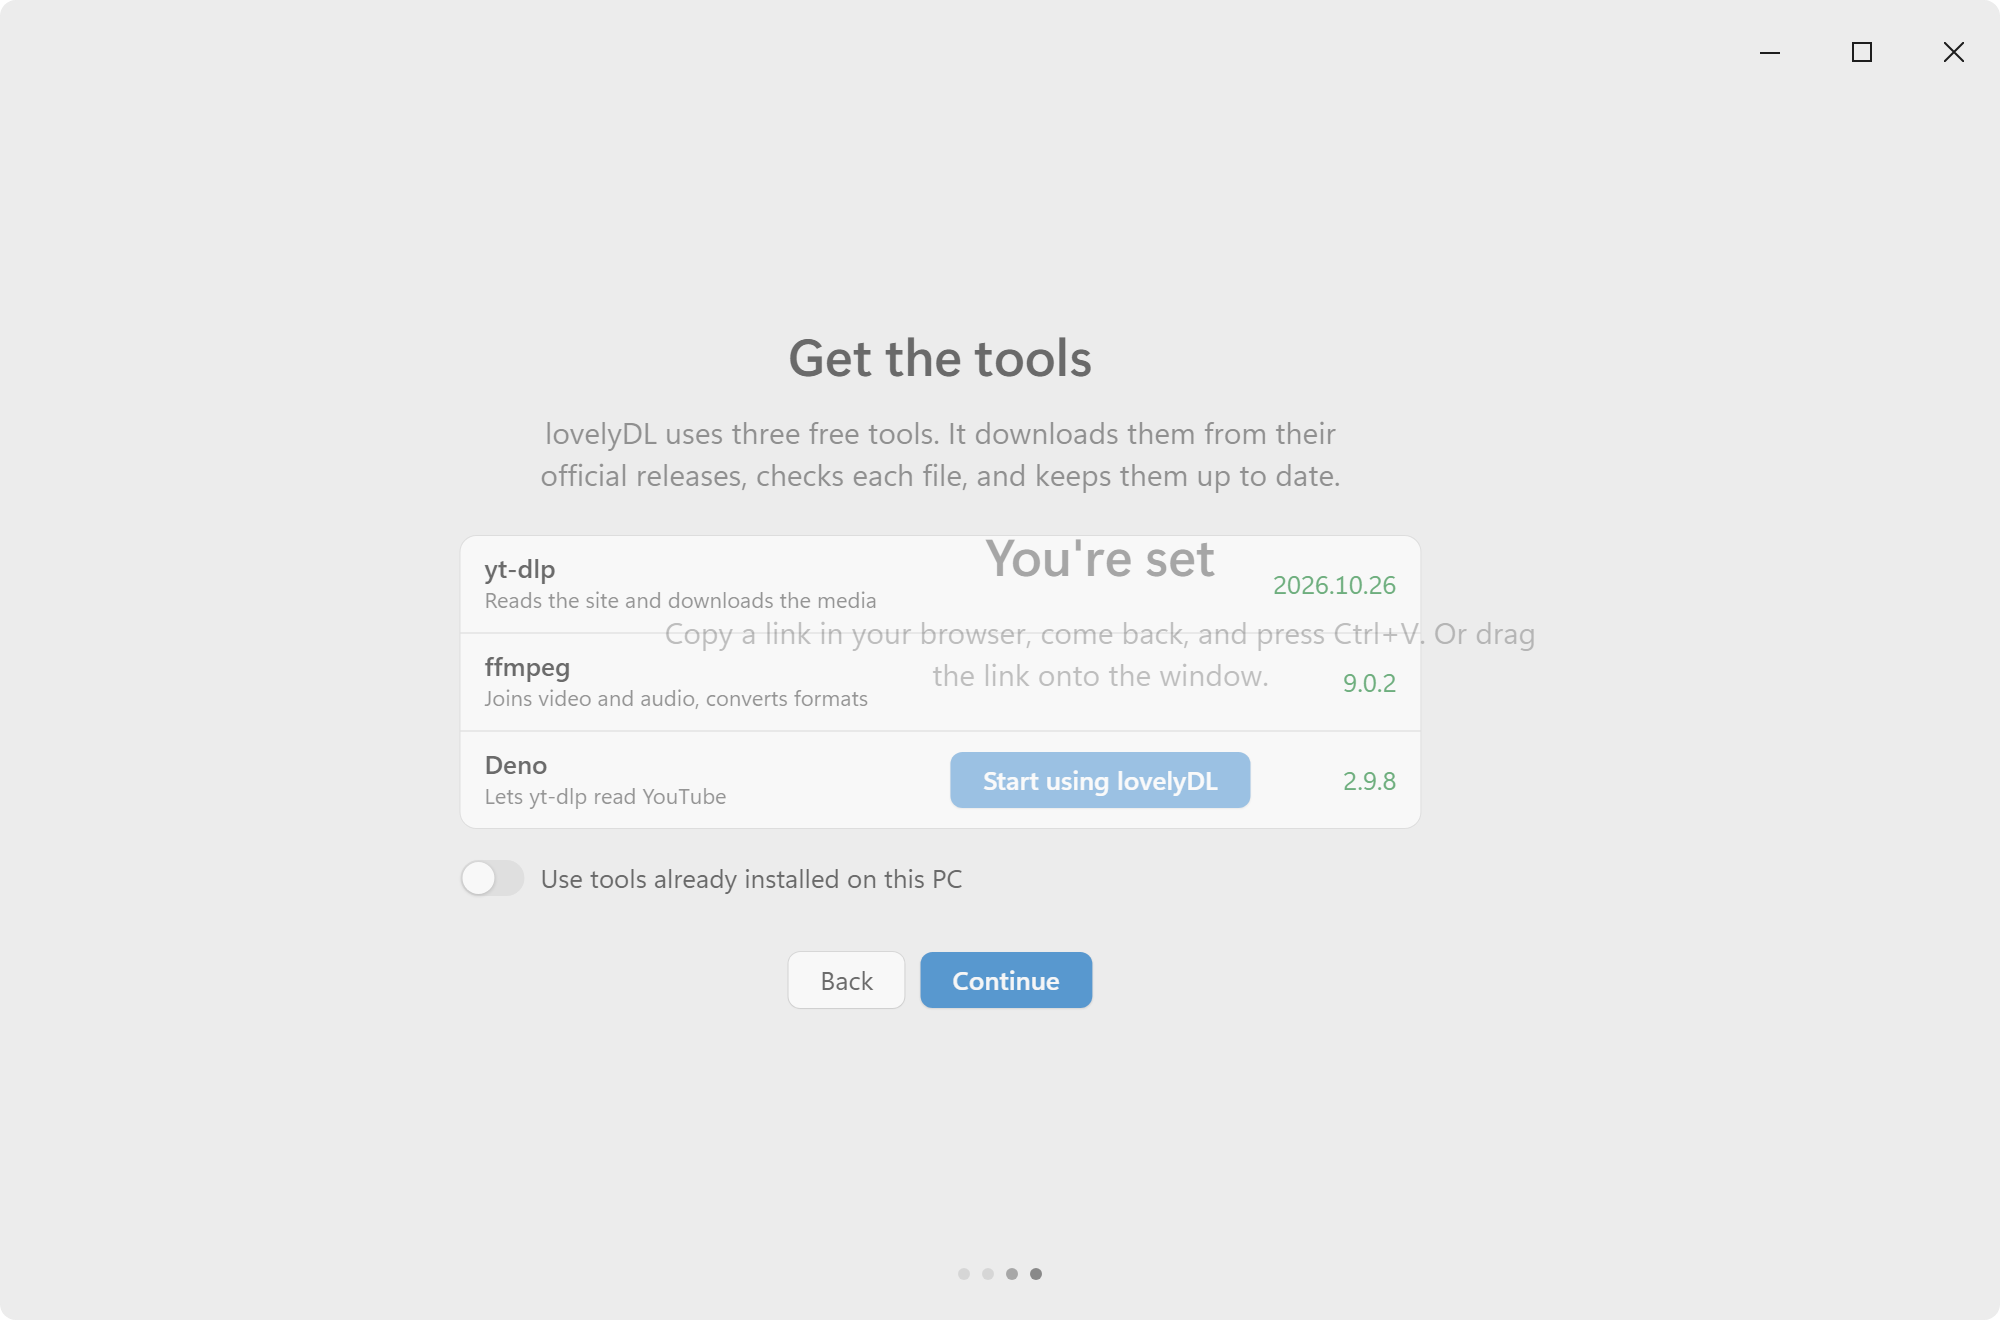 Get the tools
lovelyDL uses three free tools. It downloads them from their
official releases, checks each file, and keeps them up to date.
yt-dlp
Reads the site and downloads the media
2026.10.26
ffmpeg
Joins video and audio, converts formats
9.0.2
Deno
Lets yt-dlp read YouTube
2.9.8
You're set
Copy a link in your browser, come back, and press Ctrl+V. Or drag
the link onto the window.
Start using lovelyDL
Use tools already installed on this PC
Back
Continue